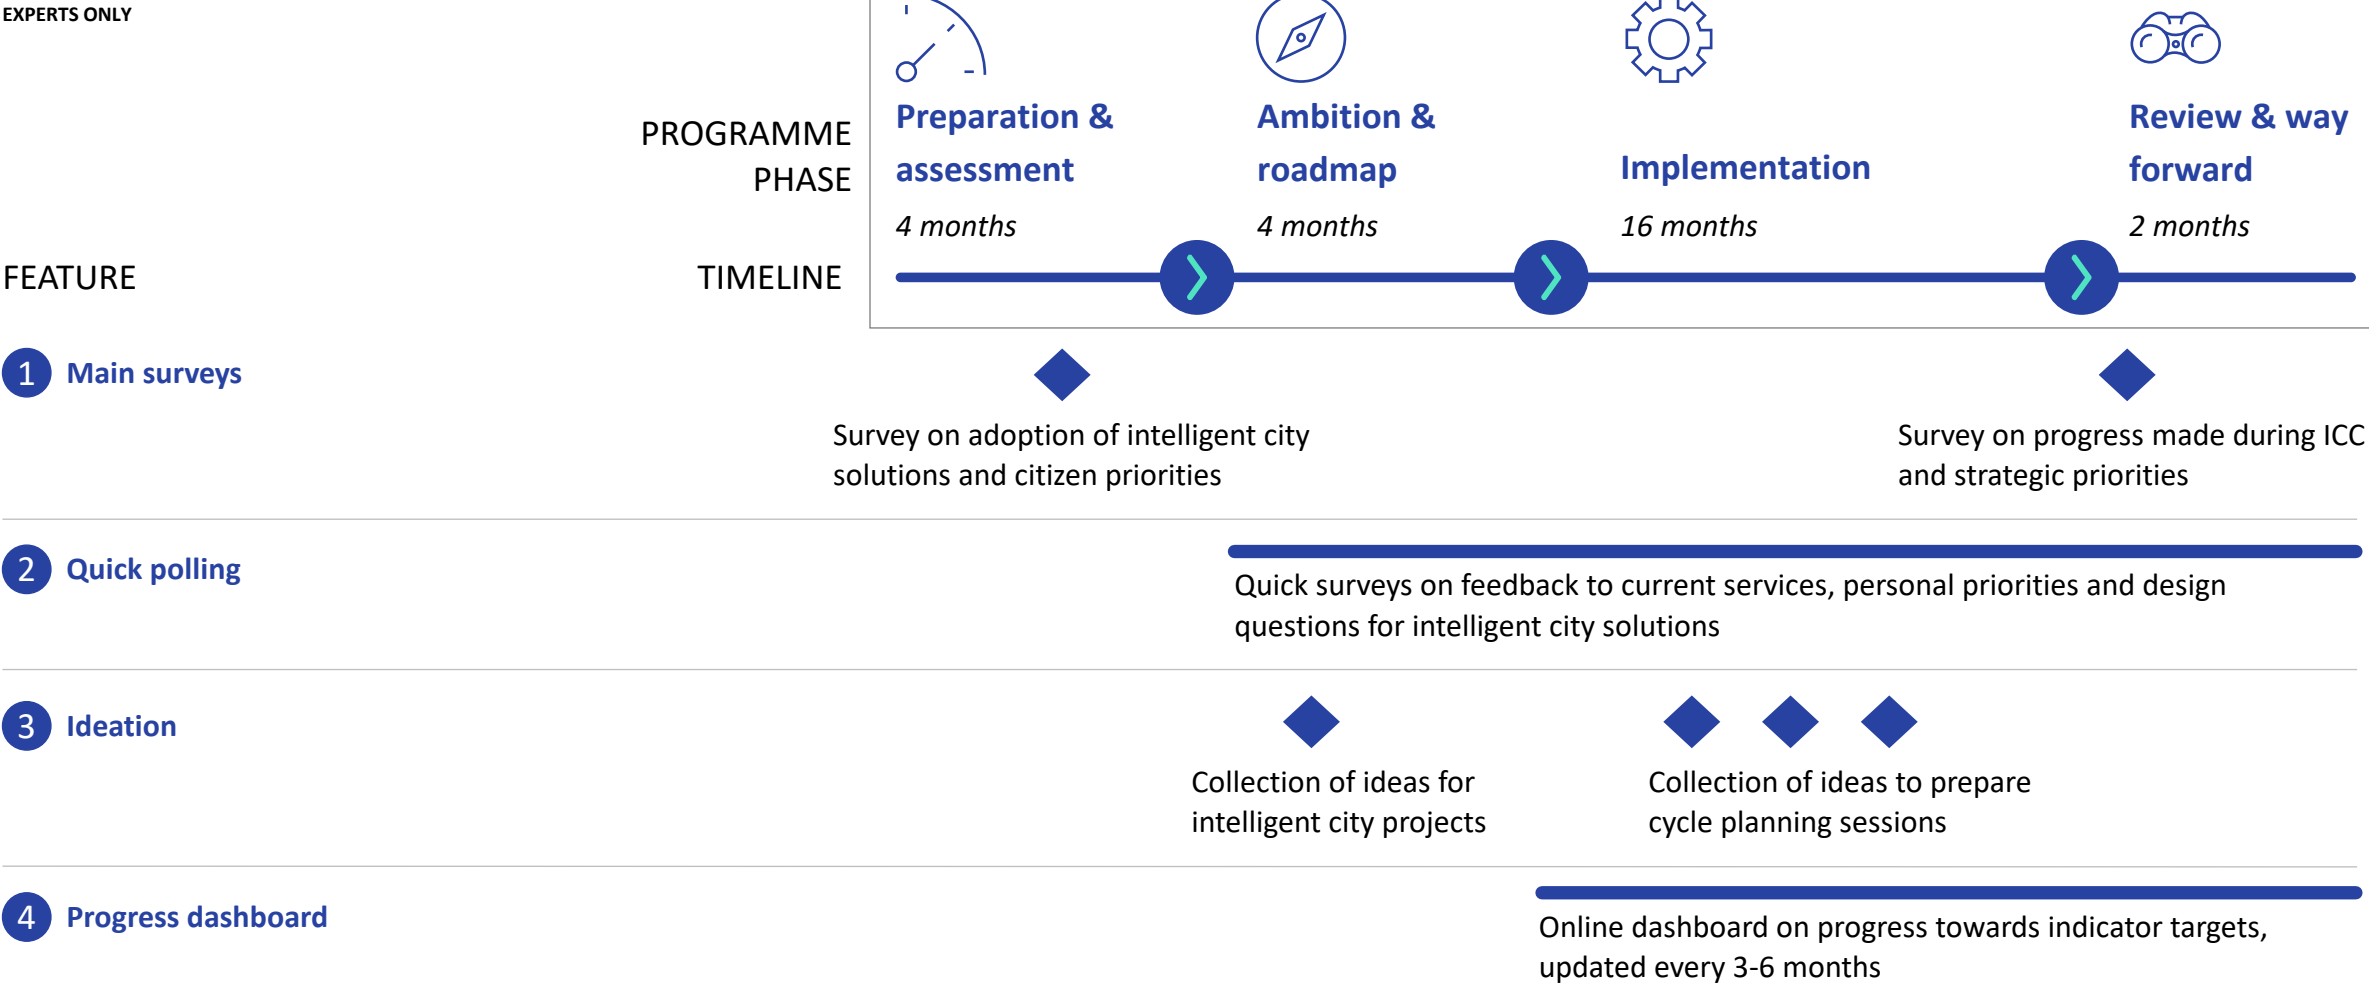 EXPERTS ONLY
PROGRAMME
PHASE
Preparation &
assessment
4 months
Ambition &
roadmap
4 months
Implementation
16 months
Review & way
forward
2 months
FEATURE
TIMELINE
1 Main surveys
Survey on adoption of intelligent city
solutions and citizen priorities
Survey on progress made during ICC
and strategic priorities
2 Quick polling
Quick surveys on feedback to current services, personal priorities and design
questions for intelligent city solutions
3 Ideation
Collection of ideas for
intelligent city projects
Collection of ideas to prepare
cycle planning sessions
4 Progress dashboard
Online dashboard on progress towards indicator targets,
updated every 3-6 months